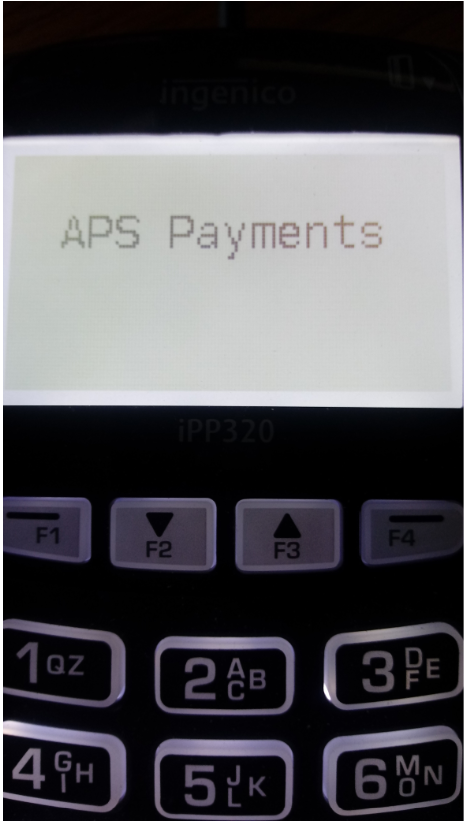 ingenico
APS Payments
iPP320
F1 F2 F3 F4
1 QZ 2 ABC 3 DEF
4 GHI 5 JKL 6 MNO